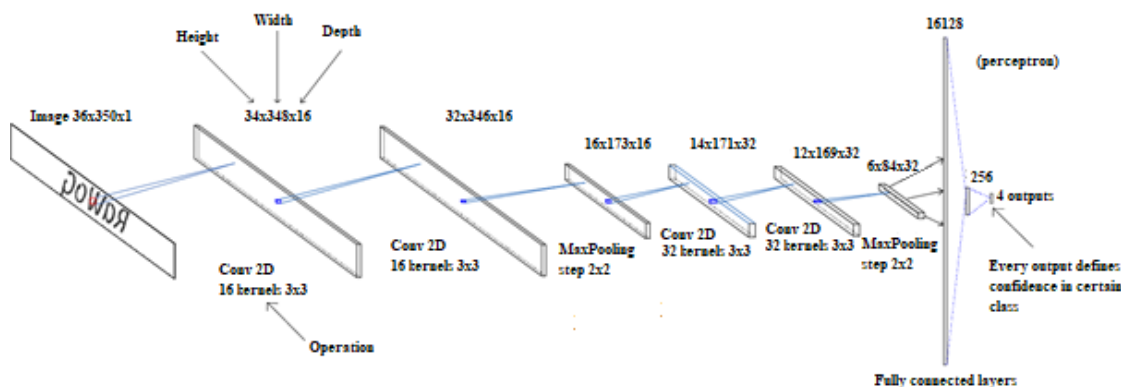 Width
Height
Depth
16128
(perceptron)
Image 36x350x1
34x348x16
32x346x16
16x173x16
14x171x32
12x169x32
6x84x32
256
4 outputs
Conv 2D
16 kernels 3x3
Conv 2D
16 kernels 3x3
MaxPooling
step 2x2
Conv 2D
32 kernels 3x3
Conv 2D
32 kernels 3x3
MaxPooling
step 2x2
Every output defines
confidence in certain
class
Operation
Fully connected layers